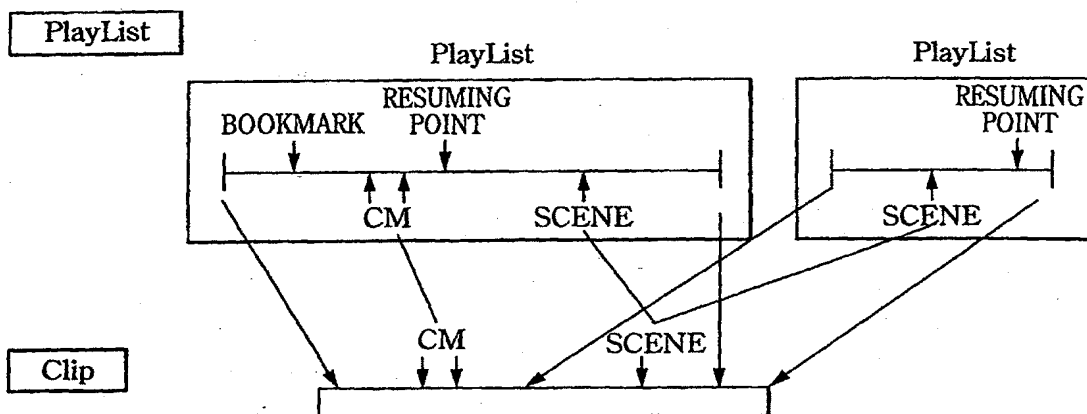 PlayList
PlayList
PlayList
BOOKMARK
RESUMING
POINT
RESUMING
POINT
CM
SCENE
SCENE
CM
SCENE
Clip